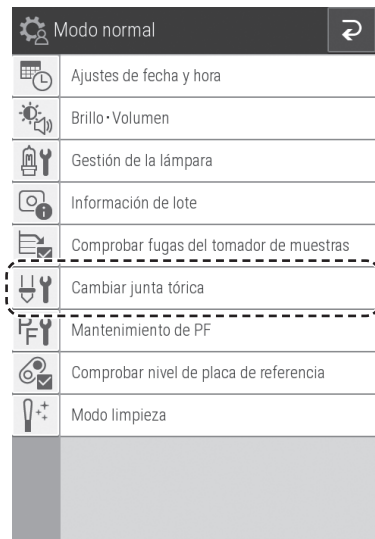 Modo normal
Ajustes de fecha y hora
Brillo·Volumen
Gestión de la lámpara
Información de lote
Comprobar fugas del tomador de muestras
Cambiar junta tórica
PF
Mantenimiento de PF
Comprobar nivel de placa de referencia
Modo limpieza